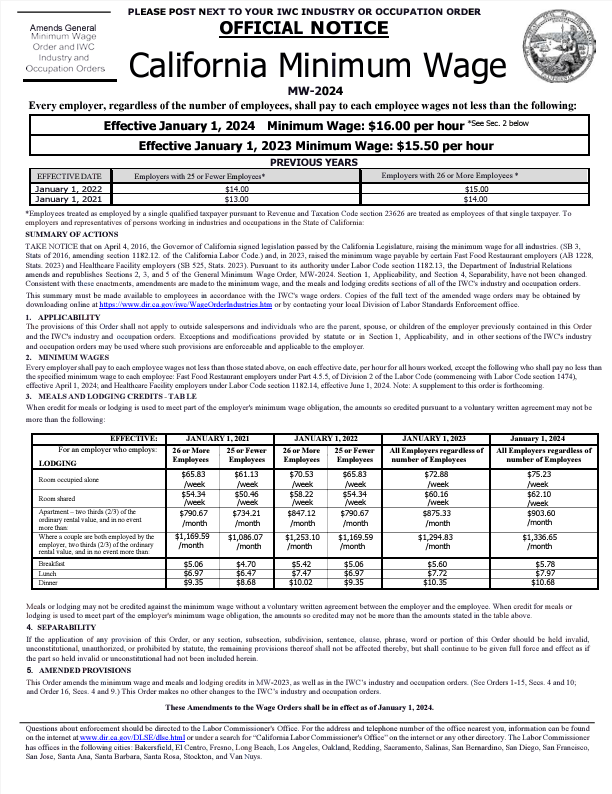 PLEASE POST NEXT TO YOUR IWC INDUSTRY OR OCCUPATION ORDER
OFFICIAL NOTICE
Amends General
Minimum Wage
Order and IWC
Industry and
Occupation Orders
California Minimum Wage
MW-2024
Every employer, regardless of the number of employees, shall pay to each employee wages not less than the following:
Effective January 1, 2024 Minimum Wage: $16.00 per hour *See Sec. 2 below
Effective January 1, 2023 Minimum Wage: $15.50 per hour
PREVIOUS YEARS
EFFECTIVE DATE Employers with 25 or Fewer Employees* Employers with 26 or More Employees *
January 1, 2022 $14.00 $15.00
January 1, 2021 $13.00 $14.00
*Employees treated as employed by a single qualified taxpayer pursuant to Revenue and Taxation Code section 23626 are treated as employees of that single taxpayer. To
employers and representatives of persons working in industries and occupations in the State of California:
SUMMARY OF ACTIONS
TAKE NOTICE that on April 4, 2016, the Governor of California signed legislation passed by the California Legislature, raising the minimum wage for all industries. (SB 3,
Stats of 2016, amending section 1182.12. of the California Labor Code.) and, in 2023, raised the minimum wage payable by certain Fast Food Restaurant employers (AB 1228,
Stats. 2023) and Healthcare Facility employers (SB 525, Stats. 2023). Pursuant to its authority under Labor Code section 1182.13, the Department of Industrial Relations
amends and republishes Sections 2, 3, and 5 of the General Minimum Wage Order, MW-2024. Section 1, Applicability, and Section 4, Separability, have not been changed.
Consistent with these enactments, amendments are made to the minimum wage, and the meals and lodging credits sections of all of the IWC's industry and occupation orders.
This summary must be made available to employees in accordance with the IWC's wage orders. Copies of the full text of the amended wage orders may be obtained by
downloading online at https://www.dir.ca.gov/iwc/WageOrderIndustries.htm or by contacting your local Division of Labor Standards Enforcement office.
1. APPLICABILITY
The provisions of this Order shall not apply to outside salespersons and individuals who are the parent, spouse, or children of the employer previously contained in this Order
and the IWC's industry and occupation orders. Exceptions and modifications provided by statute or in Section 1, Applicability, and in other sections of the IWC's industry
and occupation orders may be used where such provisions are enforceable and applicable to the employer.
2. MINIMUM WAGES
Every employer shall pay to each employee wages not less than those stated above, on each effective date, per hour for all hours worked, except the following who shall pay no less than
the specified minimum wage to each employee: Fast Food Restaurant employers under Part 4.5.5, of Division 2 of the Labor Code (commencing with Labor Code section 1474),
effective April 1, 2024; and Healthcare Facility employers under Labor Code section 1182.14, effective June 1, 2024. Note: A supplement to this order is forthcoming.
3. MEALS AND LODGING CREDITS - TABLE
When credit for meals or lodging is used to meet part of the employer's minimum wage obligation, the amounts so credited pursuant to a voluntary written agreement may not be
more than the following:
EFFECTIVE: JANUARY 1, 2021 JANUARY 1, 2022 JANUARY 1, 2023 January 1, 2024
For an employer who employs: 26 or More Employees 25 or Fewer Employees 26 or More Employees 25 or Fewer Employees All Employers regardless of number of Employees All Employers regardless of number of Employees
LODGING
Room occupied alone $65.83 /week $61.13 /week $70.53 /week $65.83 /week $72.88 /week $75.23 /week
Room shared $54.34 /week $50.46 /week $58.22 /week $54.34 /week $60.16 /week $62.10 /week
Apartment – two thirds (2/3) of the ordinary rental value, and in no event more than: $790.67 /month $734.21 /month $847.12 /month $790.67 /month $875.33 /month $903.60 /month
Where a couple are both employed by the employer, two thirds (2/3) of the ordinary rental value, and in no event more than: $1,169.59 /month $1,086.07 /month $1,253.10 /month $1,169.59 /month $1,294.83 /month $1,336.65 /month
Breakfast $5.06 $4.70 $5.42 $5.06 $5.60 $5.78
Lunch $6.97 $6.47 $7.47 $6.97 $7.72 $7.97
Dinner $9.35 $8.68 $10.02 $9.35 $10.35 $10.68
Meals or lodging may not be credited against the minimum wage without a voluntary written agreement between the employer and the employee. When credit for meals or
lodging is used to meet part of the employer's minimum wage obligation, the amounts so credited may not be more than the amounts stated in the table above.
4. SEPARABILITY
If the application of any provision of this Order, or any section, subsection, subdivision, sentence, clause, phrase, word or portion of this Order should be held invalid,
unconstitutional, unauthorized, or prohibited by statute, the remaining provisions thereof shall not be affected thereby, but shall continue to be given full force and effect as if
the part so held invalid or unconstitutional had not been included herein.
5. AMENDED PROVISIONS
This Order amends the minimum wage and meals and lodging credits in MW-2023, as well as in the IWC's industry and occupation orders. (See Orders 1-15, Secs. 4 and 10;
and Order 16, Secs. 4 and 9.) This Order makes no other changes to the IWC's industry and occupation orders.
These Amendments to the Wage Orders shall be in effect as of January 1, 2024.
Questions about enforcement should be directed to the Labor Commissioner's Office. For the address and telephone number of the office nearest you, information can be found
on the internet at www.dir.ca.gov/DLSE/dlse.html or under a search for "California Labor Commissioner's Office" on the internet or any other directory. The Labor Commissioner
has offices in the following cities: Bakersfield, El Centro, Fresno, Long Beach, Los Angeles, Oakland, Redding, Sacramento, Salinas, San Bernardino, San Diego, San Francisco,
San Jose, Santa Ana, Santa Barbara, Santa Rosa, Stockton, and Van Nuys.